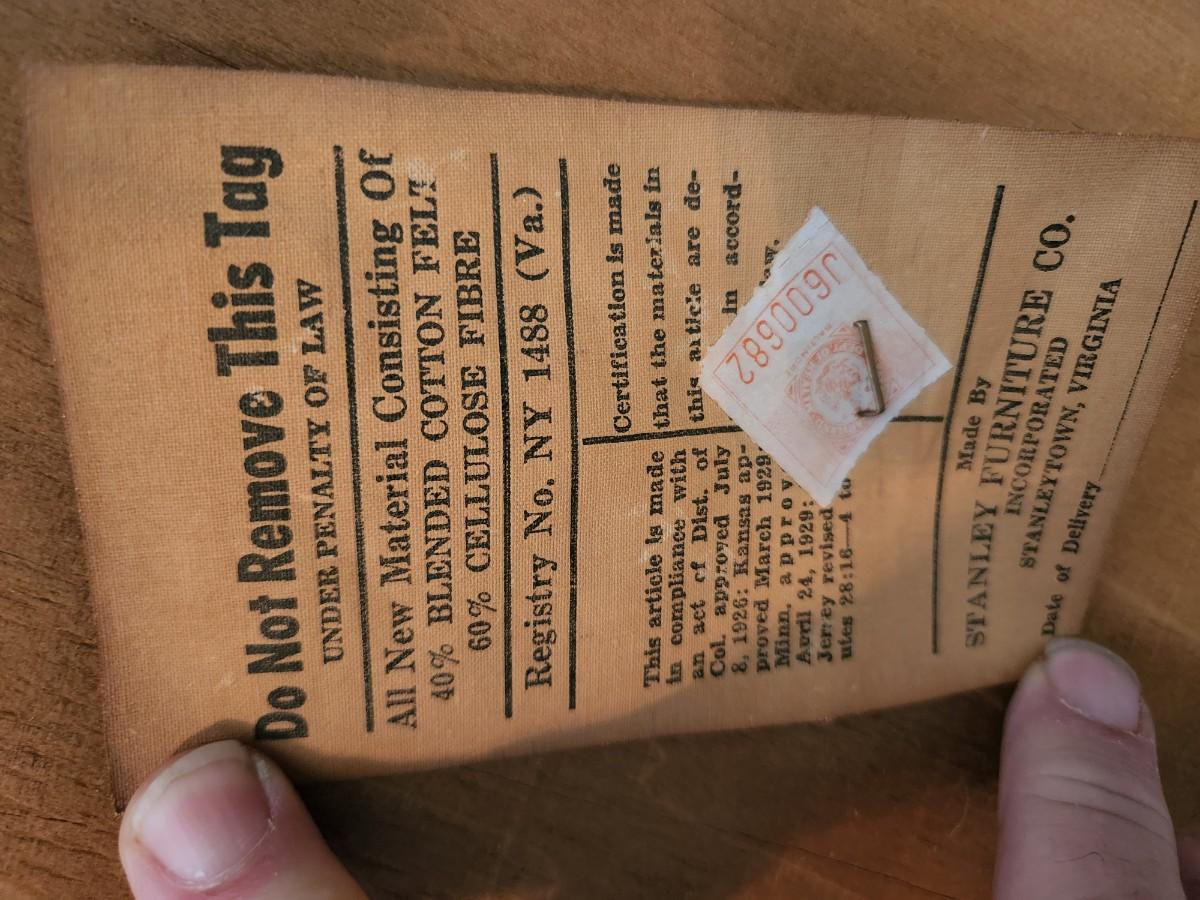 Do Not Remove This Tag
UNDER PENALTY OF LAW
All New Material Consisting Of
40% BLENDED COTTON FELT
60% CELLULOSE FIBRE
Registry No. NY 1488 (Va.)
This article is made
in compliance with
an act of Dist. of
Col. approved July
8, 1926; Kansas ap-
proved March 1929;
Minn. approv
April 24, 1929;
Jersey revised
utes 28:16—4 to
Certification is made
that the materials in
this article are de-
in accord-
law.
J600682
Made By
STANLEY FURNITURE CO.
INCORPORATED
STANLEYTOWN, VIRGINIA
Date of Delivery